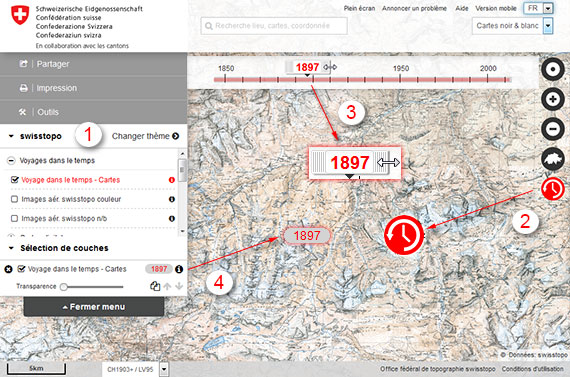 Schweizerische Eidgenossenschaft
Confédération suisse
Confederazione Svizzera
Confederaziun svizra
En collaboration avec les cantons
Plein écran
Annoncer un problème
Aide
Version mobile
FR
Recherche lieu, cartes, coordonnée
Cartes noir & blanc
Partager
Impression
Outils
1850
1897
1950
2000
1
3
swisstopo
Changer thème
Voyages dans le temps
Voyage dans le temps - Cartes
Images aér. swisstopo couleur
Images aér. swisstopo n/b
1897
2
1897
Sélection de couches
Voyage dans le temps - Cartes
1897
4
Transparence
Fermer menu
© Données: swisstopo
5km
CH1903+ / LV95
Office fédéral de topographie swisstopo
Conditions d'utilisation